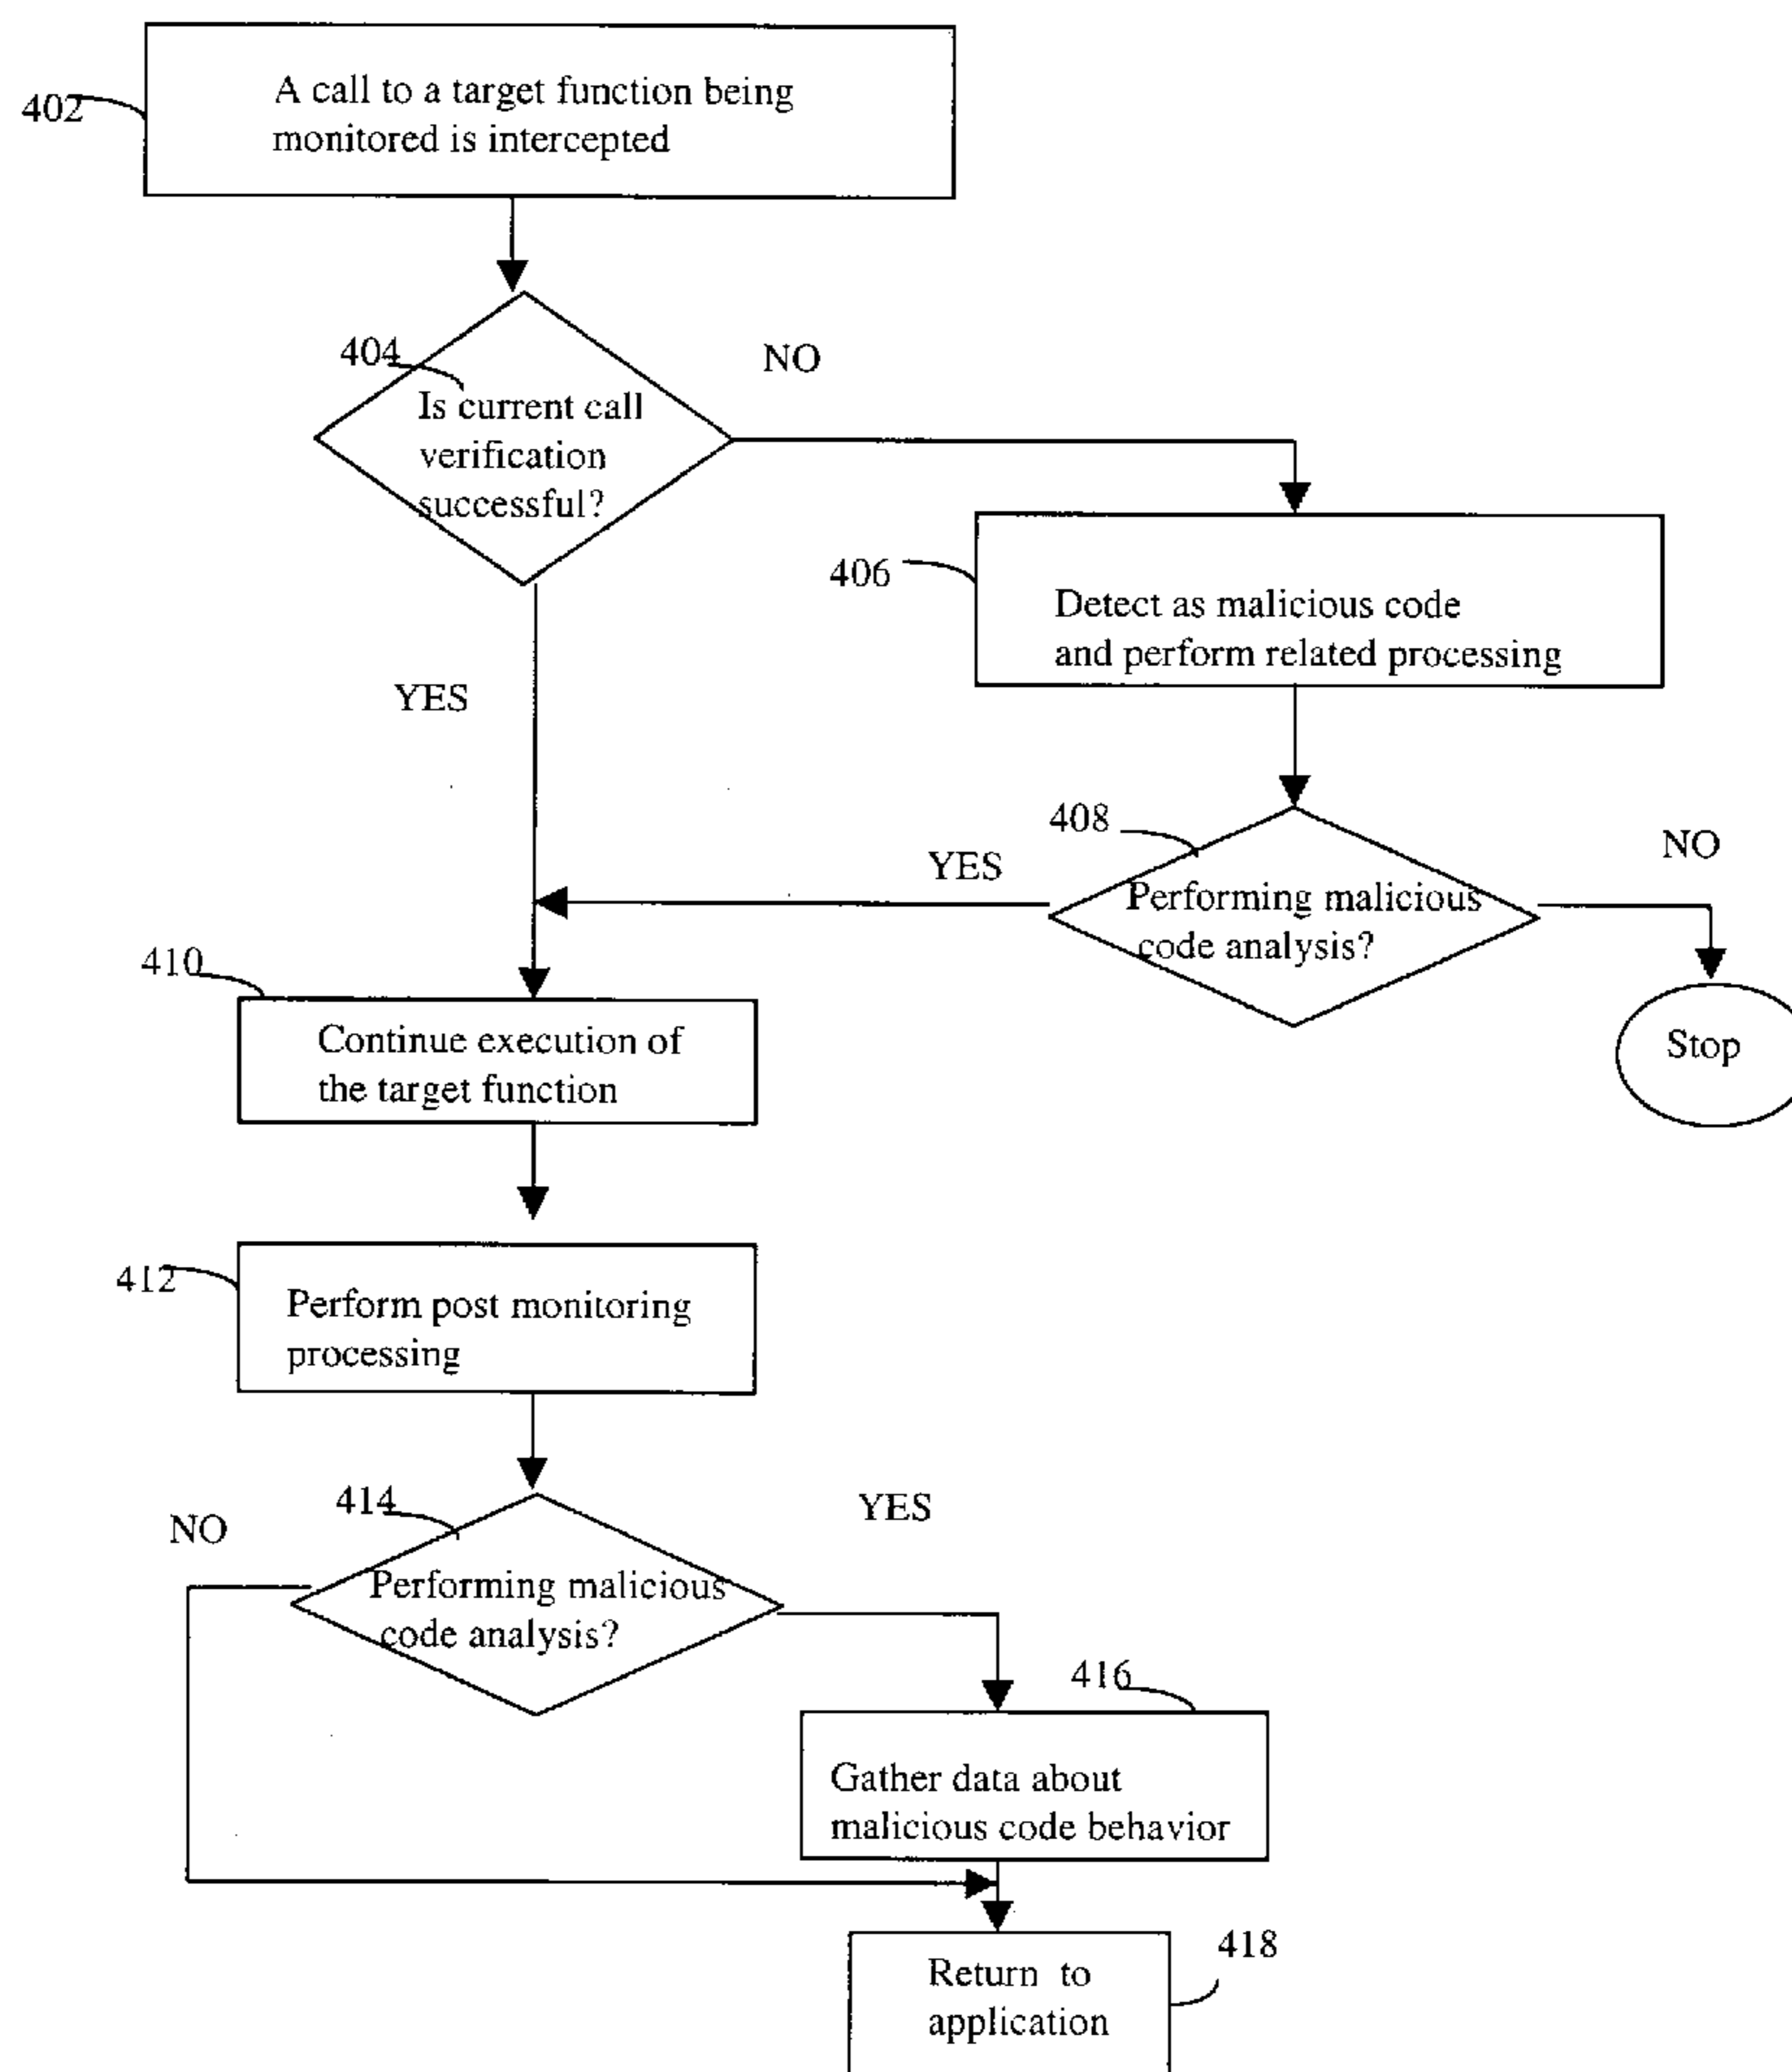 402
A call to a target function being
monitored is intercepted
404
NO
Is current call
verification
successful?
406
Detect as malicious code
and perform related processing
YES
408
NO
YES
Performing malicious
code analysis?
410
Stop
Continue execution of
the target function
412
Perform post monitoring
processing
414
YES
NO
Performing malicious
code analysis?
416
Gather data about
malicious code behavior
418
Return to
application